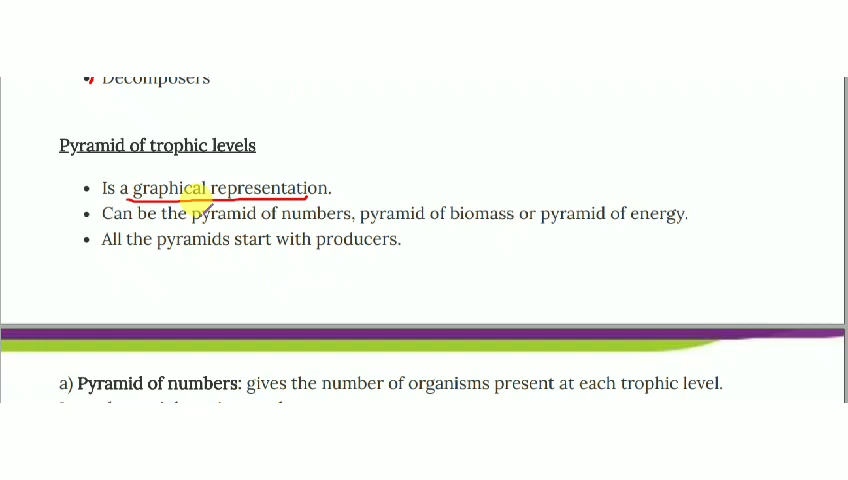 Decomposers
Pyramid of trophic levels
• Is a graphical representation.
• Can be the pyramid of numbers, pyramid of biomass or pyramid of energy.
• All the pyramids start with producers.
a) Pyramid of numbers: gives the number of organisms present at each trophic level.